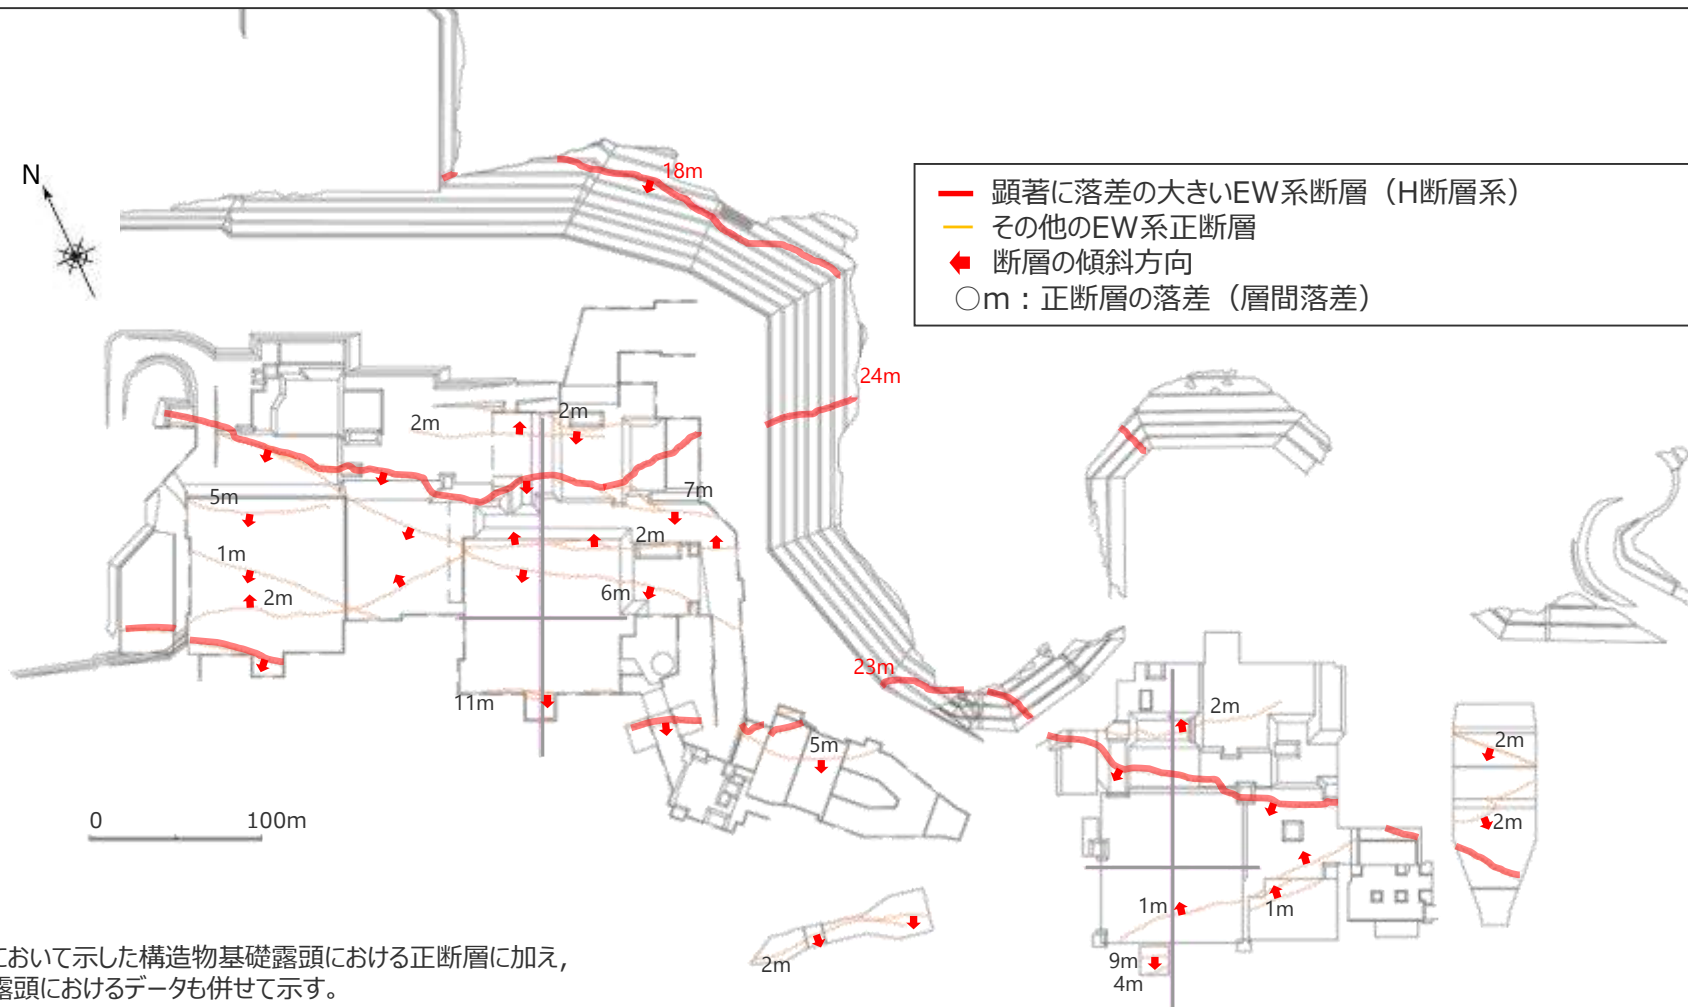 N
18m
顕著に落差の大きいEW系断層（H断層系）
その他のEW系正断層
断層の傾斜方向
○m：正断層の落差（層間落差）
24m
2m
2m
5m
7m
1m
2m
2m
6m
23m
11m
5m
2m
2m
2m
0 100m
1m
1m
2m
9m
4m
において示した構造物基礎露頭における正断層に加え，
露頭におけるデータも併せて示す。